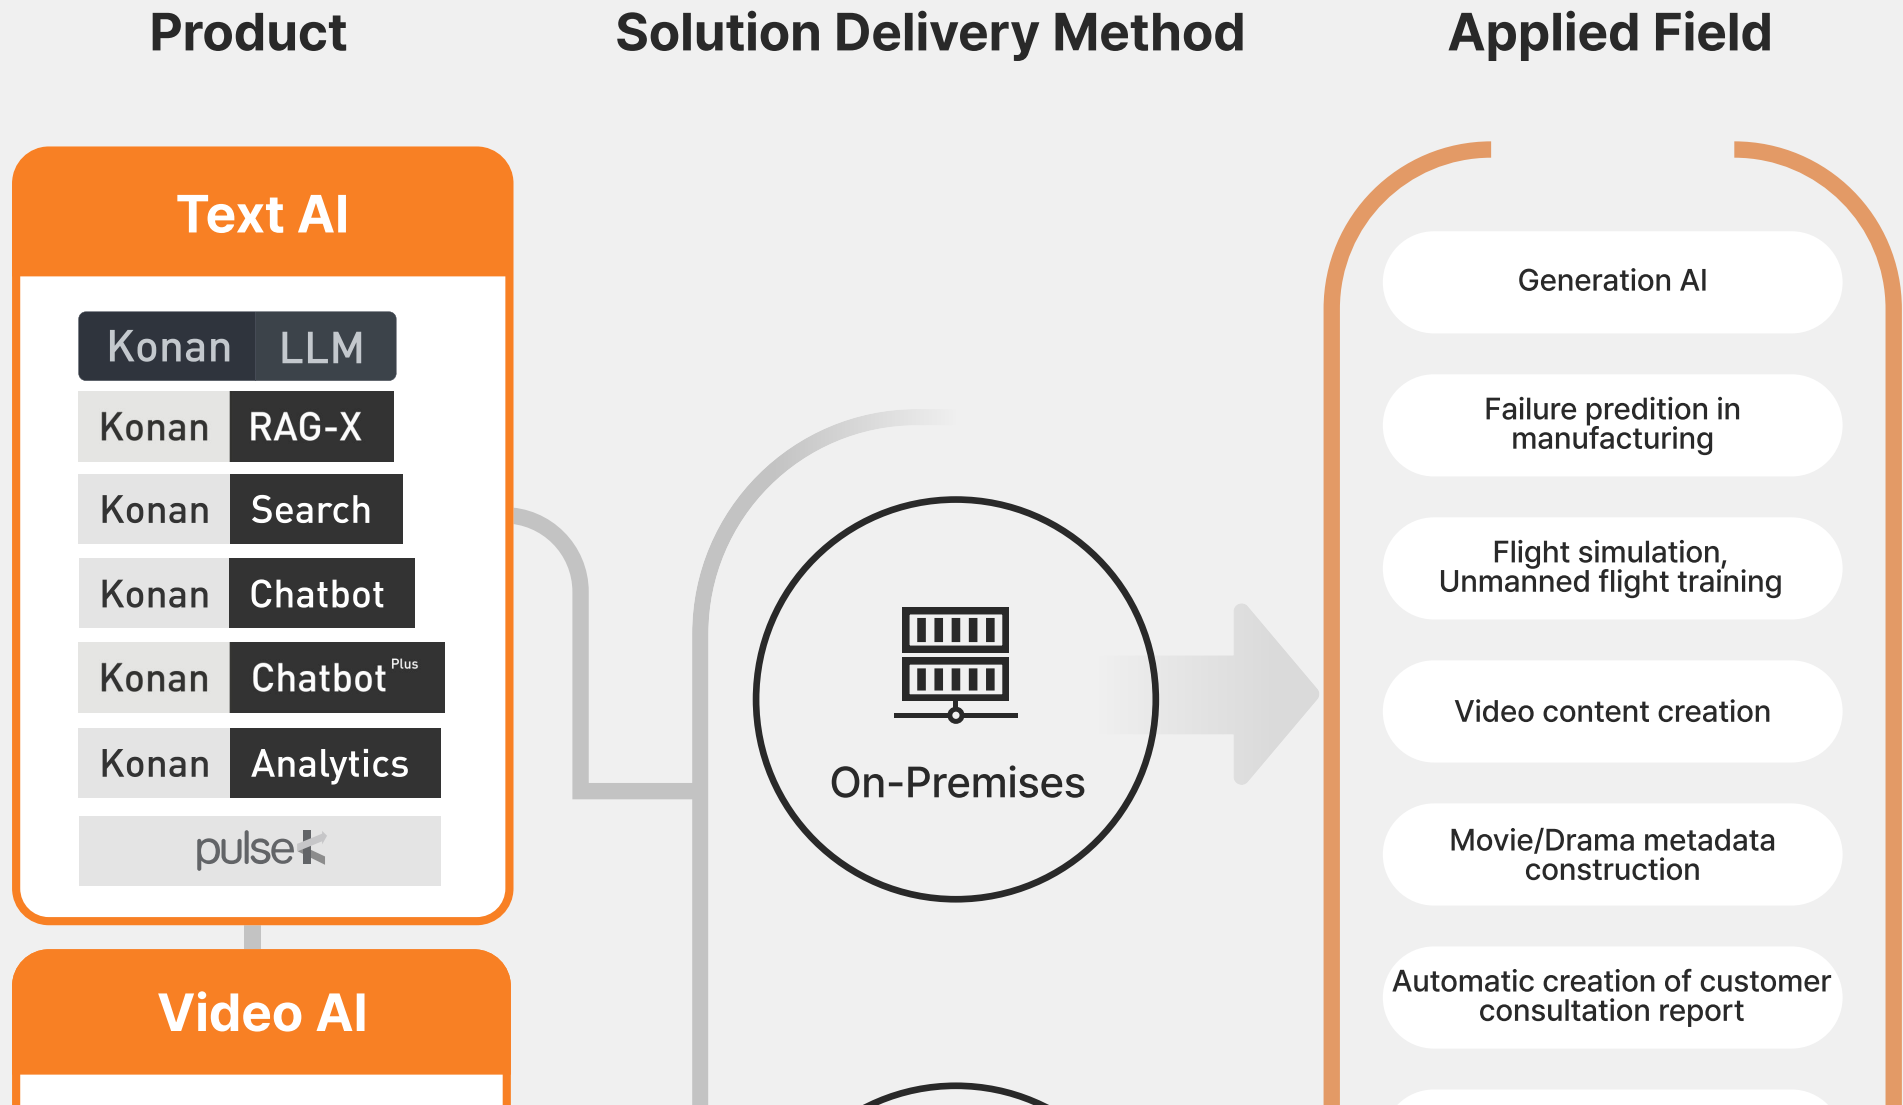 Product
Solution Delivery Method
Applied Field
Text AI
Konan LLM
Konan RAG-X
Konan Search
Konan Chatbot
Konan Chatbot Plus
Konan Analytics
pulseK
Video AI
On-Premises
Generation AI
Failure predition in
manufacturing
Flight simulation,
Unmanned flight training
Video content creation
Movie/Drama metadata
construction
Automatic creation of customer
consultation report